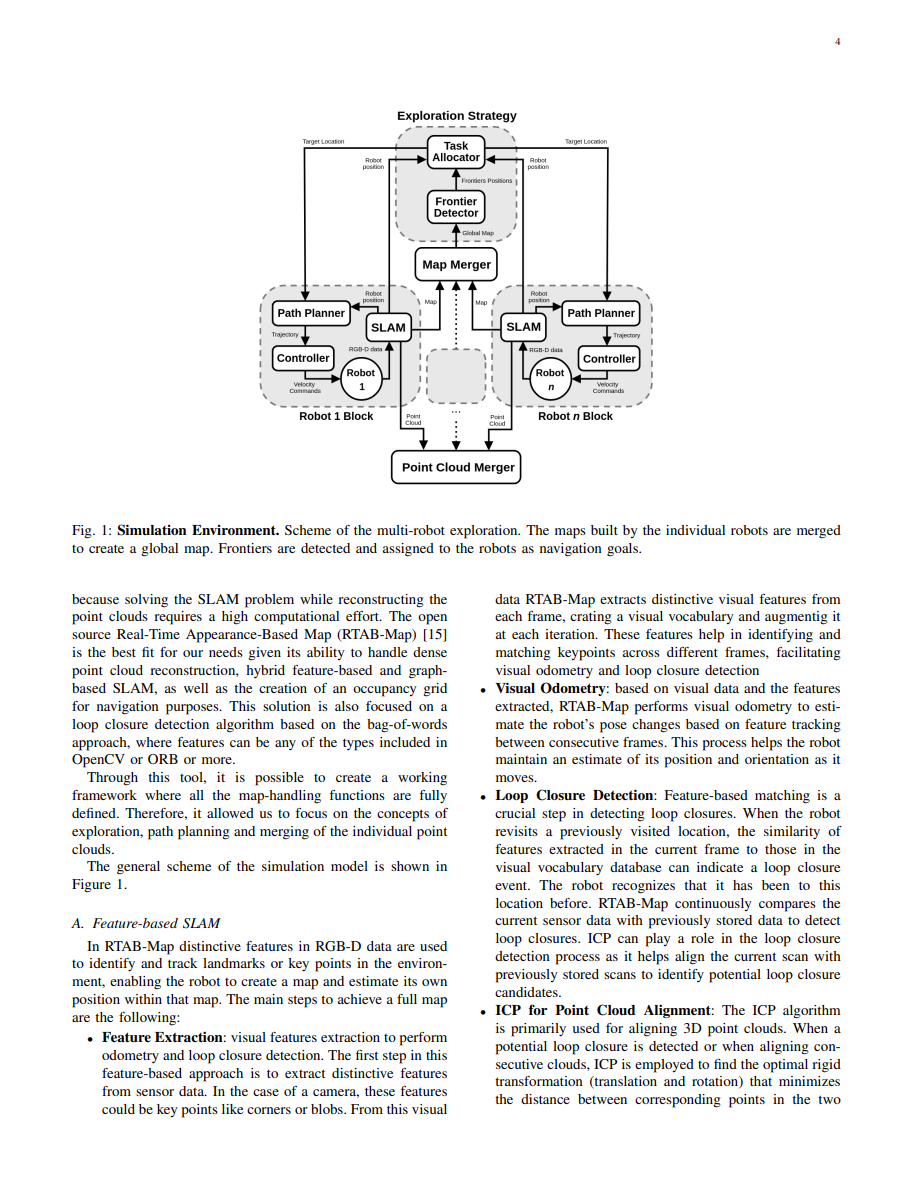 4
Exploration Strategy
Target Location
Target Location
Task
Allocator
Robot
position
Robot
position
Frontiers Positions
Frontier
Detector
Global Map
Map Merger
Robot
position
Map
Map
Robot
position
Path Planner
SLAM
SLAM
Path Planner
Trajectory
Trajectory
RGB-D data
RGB-D data
Controller
Controller
Robot
1
Robot
n
Velocity
Commands
Velocity
Commands
Robot 1 Block
...
Robot n Block
Point
Cloud
Point
Cloud
Point Cloud Merger
Fig. 1: Simulation Environment. Scheme of the multi-robot exploration. The maps built by the individual robots are merged
to create a global map. Frontiers are detected and assigned to the robots as navigation goals.
because solving the SLAM problem while reconstructing the
point clouds requires a high computational effort. The open
source Real-Time Appearance-Based Map (RTAB-Map) [15]
is the best fit for our needs given its ability to handle dense
point cloud reconstruction, hybrid feature-based and graph-
based SLAM, as well as the creation of an occupancy grid
for navigation purposes. This solution is also focused on a
loop closure detection algorithm based on the bag-of-words
approach, where features can be any of the types included in
OpenCV or ORB or more.
Through this tool, it is possible to create a working
framework where all the map-handling functions are fully
defined. Therefore, it allowed us to focus on the concepts of
exploration, path planning and merging of the individual point
clouds.
The general scheme of the simulation model is shown in
Figure 1.
A. Feature-based SLAM
In RTAB-Map distinctive features in RGB-D data are used
to identify and track landmarks or key points in the environ-
ment, enabling the robot to create a map and estimate its own
position within that map. The main steps to achieve a full map
are the following:
• Feature Extraction: visual features extraction to perform
odometry and loop closure detection. The first step in this
feature-based approach is to extract distinctive features
from sensor data. In the case of a camera, these features
could be key points like corners or blobs. From this visual
data RTAB-Map extracts distinctive visual features from
each frame, crating a visual vocabulary and augmentig it
at each iteration. These features help in identifying and
matching keypoints across different frames, facilitating
visual odometry and loop closure detection
• Visual Odometry: based on visual data and the features
extracted, RTAB-Map performs visual odometry to esti-
mate the robot's pose changes based on feature tracking
between consecutive frames. This process helps the robot
maintain an estimate of its position and orientation as it
moves.
• Loop Closure Detection: Feature-based matching is a
crucial step in detecting loop closures. When the robot
revisits a previously visited location, the similarity of
features extracted in the current frame to those in the
visual vocabulary database can indicate a loop closure
event. The robot recognizes that it has been to this
location before. RTAB-Map continuously compares the
current sensor data with previously stored data to detect
loop closures. ICP can play a role in the loop closure
detection process as it helps align the current scan with
previously stored scans to identify potential loop closure
candidates.
• ICP for Point Cloud Alignment: The ICP algorithm
is primarily used for aligning 3D point clouds. When a
potential loop closure is detected or when aligning con-
secutive clouds, ICP is employed to find the optimal rigid
transformation (translation and rotation) that minimizes
the distance between corresponding points in the two